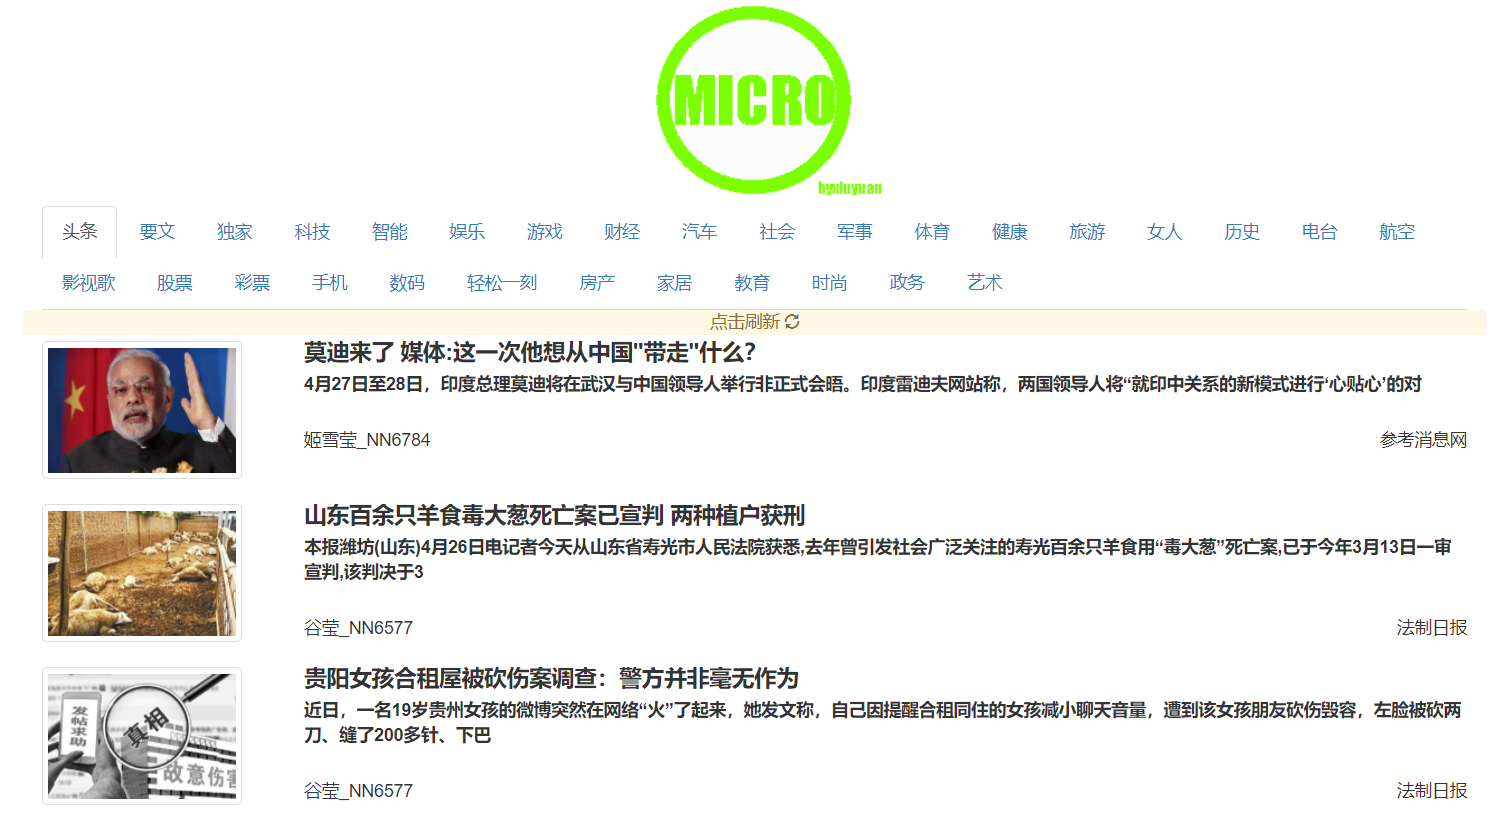 MICRO
byxiuyuan
头条 要文 独家 科技 智能 娱乐 游戏 财经 汽车 社会 军事 体育 健康 旅游 女人 历史 电台 航空
影视歌 股票 彩票 手机 数码 轻松一刻 房产 家居 教育 时尚 政务 艺术
点击刷新
莫迪来了 媒体:这一次他想从中国"带走"什么?
4月27日至28日，印度总理莫迪将在武汉与中国领导人举行非正式会晤。印度雷迪夫网站称，两国领导人将“就印中关系的新模式进行‘心贴心’的对
姬雪莹_NN6784
参考消息网
山东百余只羊食毒大葱死亡案已宣判 两种植户获刑
本报潍坊(山东)4月26日电记者今天从山东省寿光市人民法院获悉,去年曾引发社会广泛关注的寿光百余只羊食用“毒大葱”死亡案,已于今年3月13日一审
宣判,该判决于3
谷莹_NN6577
法制日报
发帖求助
真相
故意伤害
贵阳女孩合租屋被砍伤案调查：警方并非毫无作为
近日，一名19岁贵州女孩的微博突然在网络“火”了起来，她发文称，自己因提醒合租同住的女孩减小聊天音量，遭到该女孩朋友砍伤毁容，左脸被砍两
刀、缝了200多针、下巴
谷莹_NN6577
法制日报